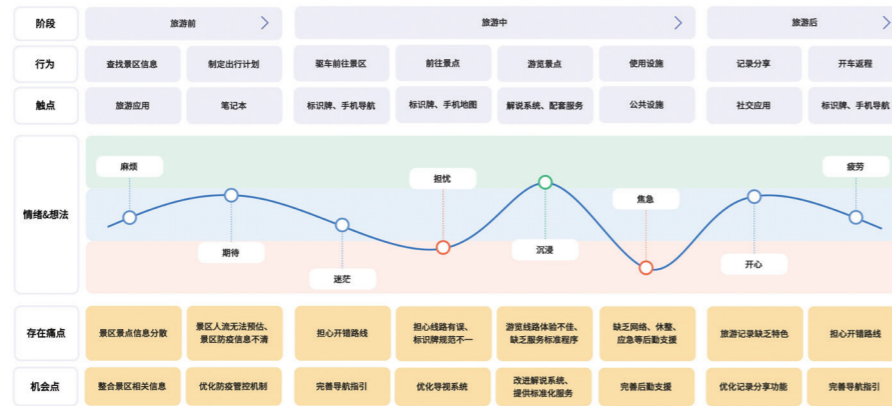 阶段
旅游前
旅游中
旅游后
行为
查找景区信息
制定出行计划
驱车前往景区
前往景点
游览景点
使用设施
记录分享
开车返程
触点
旅游应用
笔记本
标识牌、手机导航
标识牌、手机地图
解说系统、配套服务
公共设施
社交应用
标识牌、手机导航
情绪&想法
麻烦
期待
迷茫
担忧
沉浸
焦急
开心
疲劳
存在痛点
景区景点信息分散
景区人流无法预估、
景区防疫信息不清
担心开错路线
担心线路有误、
标识牌规范不一
游览线路体验不佳、
缺乏服务标准程序
缺乏网络、休整、
应急等后勤支援
旅游记录缺乏特色
担心开错路线
机会点
整合景区相关信息
优化防疫管控机制
完善导航指引
优化导视系统
改进解说系统、
提供标准化服务
完善后勤支援
优化记录分享功能
完善导航指引